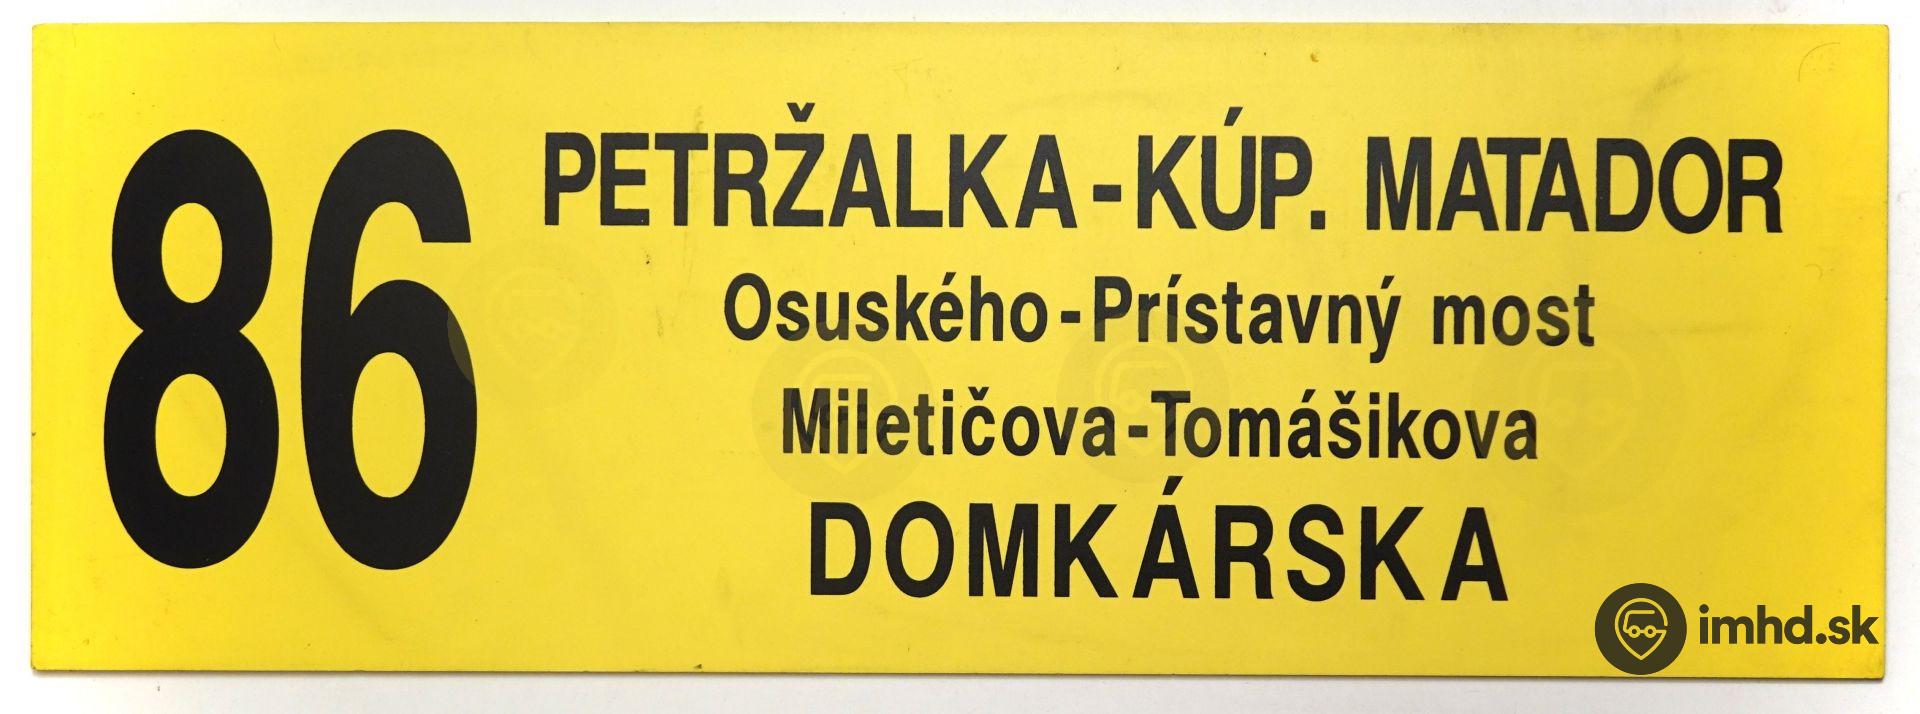 86
PETRŽALKA-KÚP. MATADOR
Osuského-Prístavný most
Miletičova-Tomášikova
DOMKÁRSKA
imhd.sk